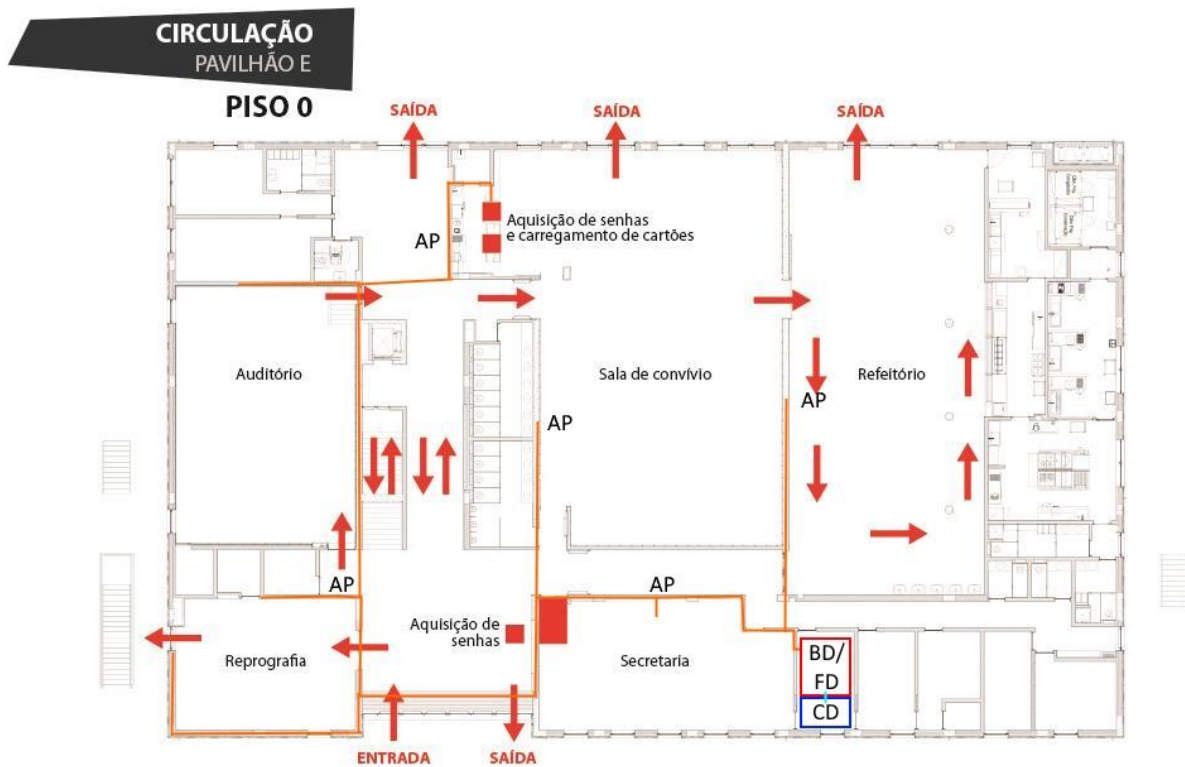 CIRCULAÇÃO
PAVILHÃO E
PISO 0
SAÍDA
SAÍDA
SAÍDA
Aquisição de senhas
e carregamento de cartões
AP
Auditório
Sala de convívio
Refeitório
AP
AP
AP
AP
Aquisição de
senhas
Reprografia
Secretaria
BD/
FD
CD
ENTRADA
SAÍDA